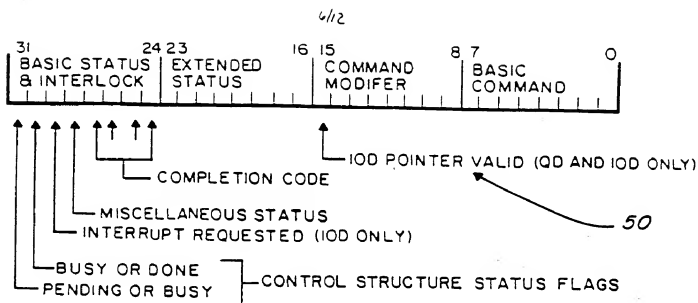 6/12
31 24 23 16 15 8 7 0
BASIC STATUS & INTERLOCK
EXTENDED STATUS
COMMAND MODIFER
BASIC COMMAND
IOD POINTER VALID (QD AND IOD ONLY)
COMPLETION CODE
50
MISCELLANEOUS STATUS
INTERRUPT REQUESTED (IOD ONLY)
BUSY OR DONE
PENDING OR BUSY
CONTROL STRUCTURE STATUS FLAGS